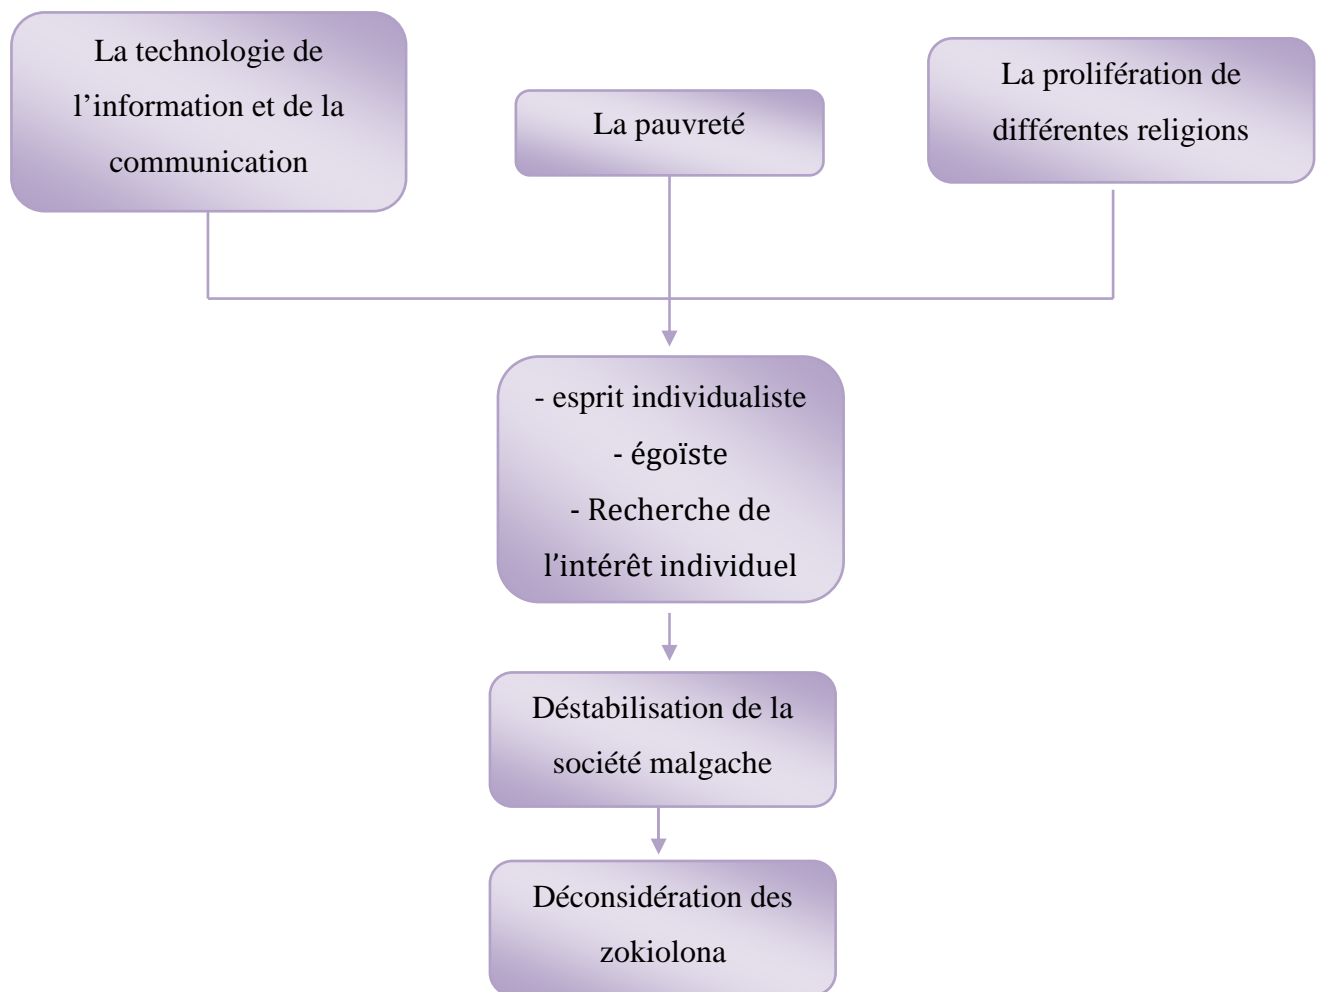 La technologie de
l’information et de la
communication
La pauvreté
La prolifération de
différentes religions
- esprit individualiste
- égoïste
- Recherche de
l’intérêt individuel
Déstabilisation de la
société malgache
Déconsidération des
zokiolona